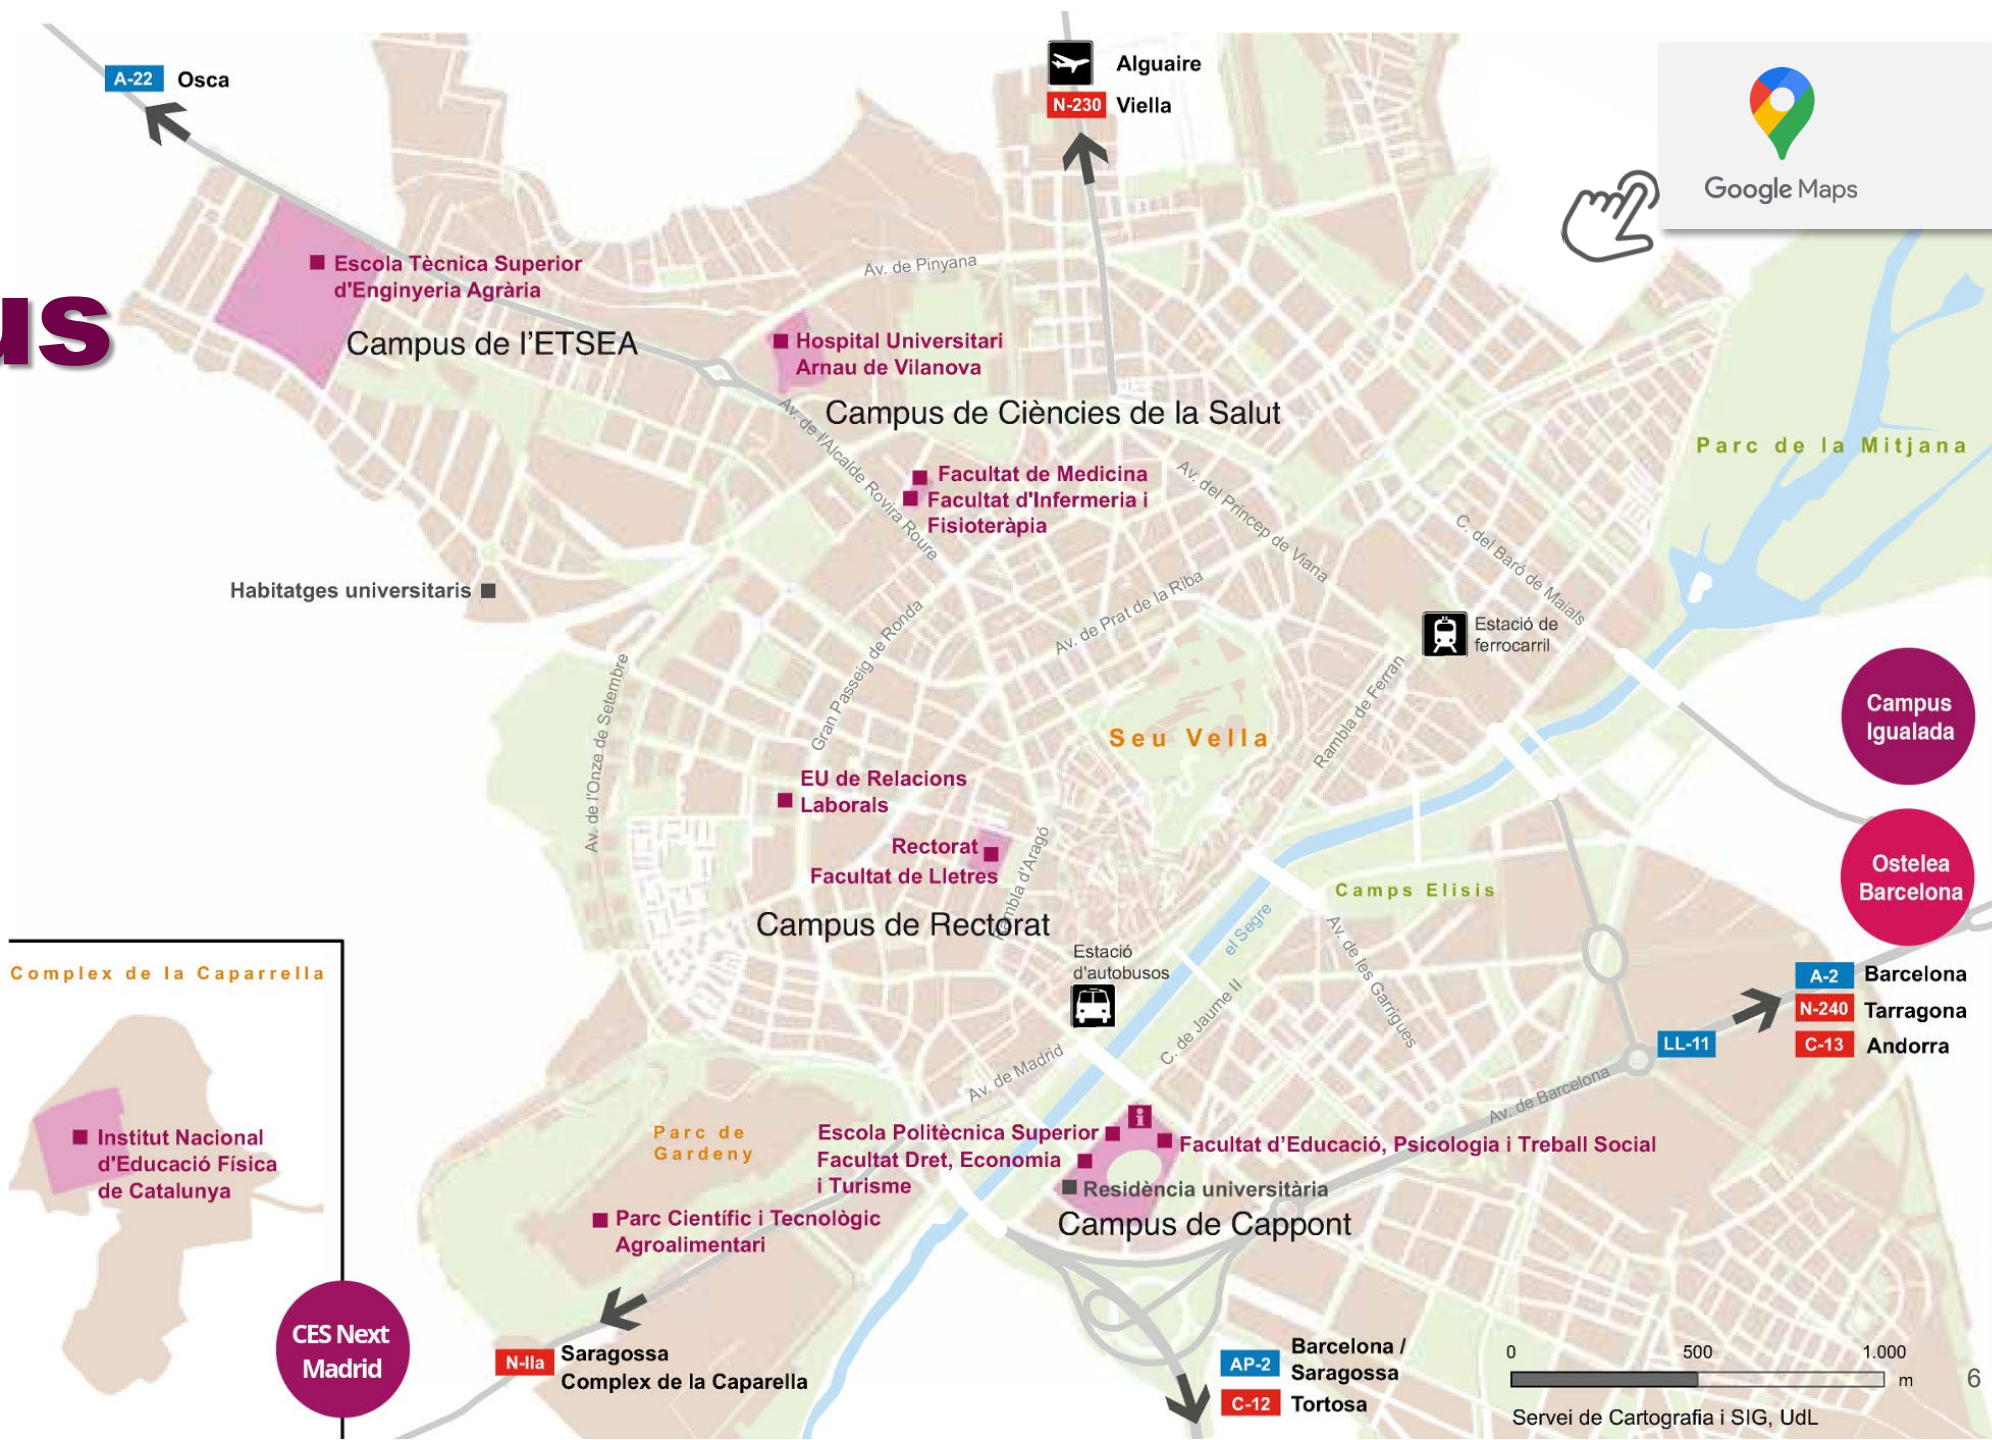 A-22 Osca
Alguaire
N-230 Viella
Google Maps
us
Escola Tècnica Superior
d'Enginyeria Agrària
Campus de l'ETSEA
Av. de Pinyana
Hospital Universitari
Arnau de Vilanova
Campus de Ciències de la Salut
Av. de l'Alcalde Rovira Roure
Parc de la Mitjana
Facultat de Medicina
Facultat d'Infermeria i
Fisioteràpia
Av. del Príncep de Viana
C. del Baró de Maials
Habitatges universitaris
Av. de Prat de la Riba
Gran Passeig de Ronda
Estació de
ferrocarril
Av. de l'Onze de Setembre
Rambla de Ferran
Seu Vella
Campus
Igualada
EU de Relacions
Laborals
Rectorat
Facultat de Lletres
Rambla d'Aragó
Campus de Rectorat
Camps Elisis
Ostelea
Barcelona
el Segre
Av. de les Garrigues
Estació
d'autobusos
C. de Jaume II
Complex de la Caparrella
A-2 Barcelona
N-240 Tarragona
LL-11
C-13 Andorra
Av. de Madrid
Av. de Barcelona
Institut Nacional
d'Educació Física
de Catalunya
Parc de
Gardeny
i
Escola Politècnica Superior
Facultat Dret, Economia
i Turisme
Facultat d'Educació, Psicologia i Treball Social
Residència universitària
Campus de Cappont
Parc Científic i Tecnològic
Agroalimentari
CES Next
Madrid
N-IIa Saragossa
Complex de la Caparella
AP-2 Barcelona /
Saragossa
C-12 Tortosa
0 500 1.000
m
6
Servei de Cartografia i SIG, UdL